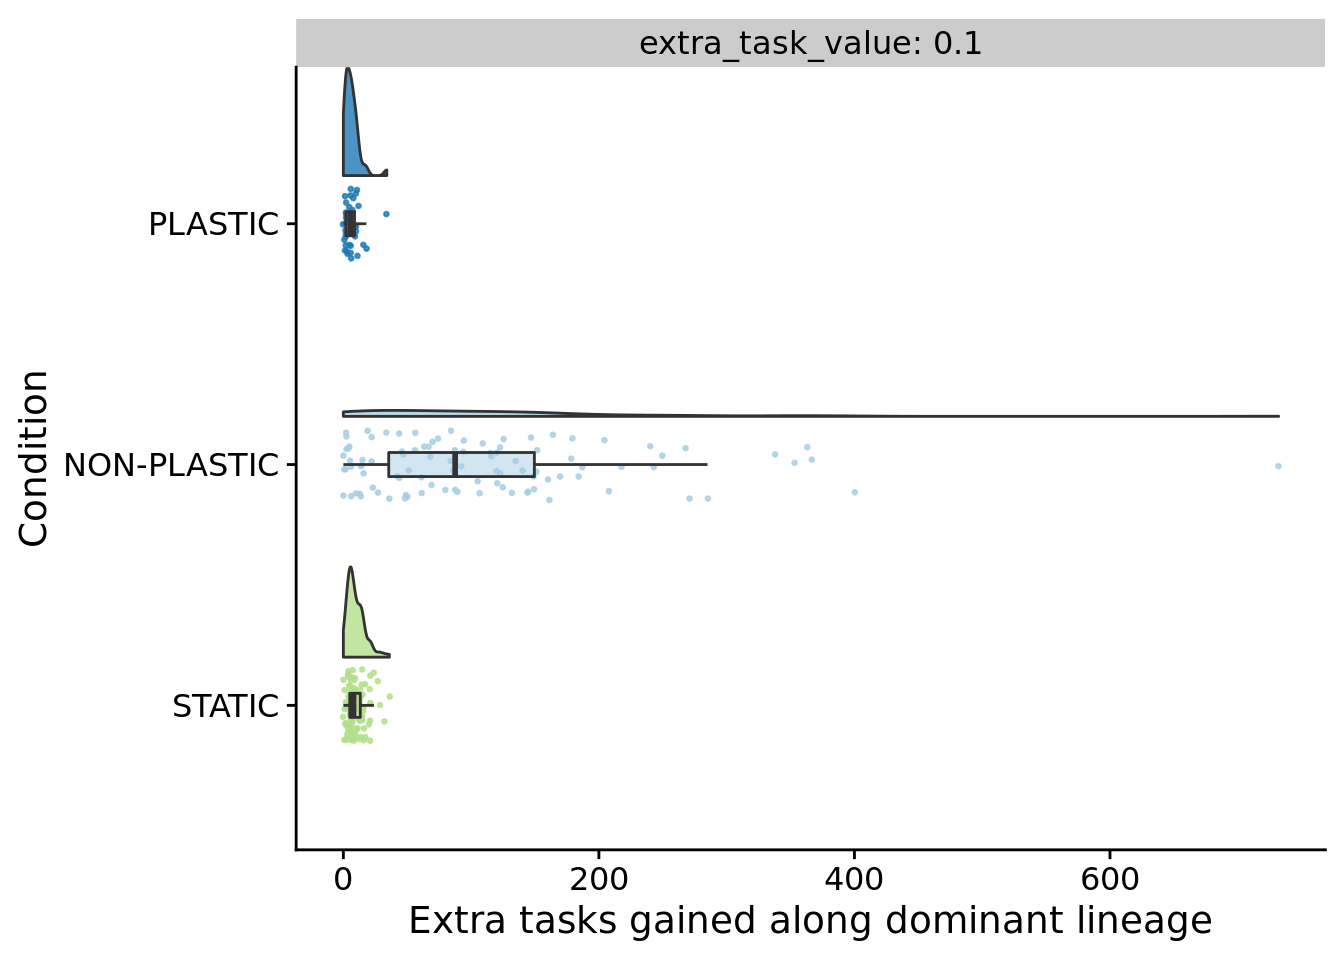 extra_task_value: 0.1
PLASTIC
NON-PLASTIC
STATIC
Condition
0 200 400 600
Extra tasks gained along dominant lineage